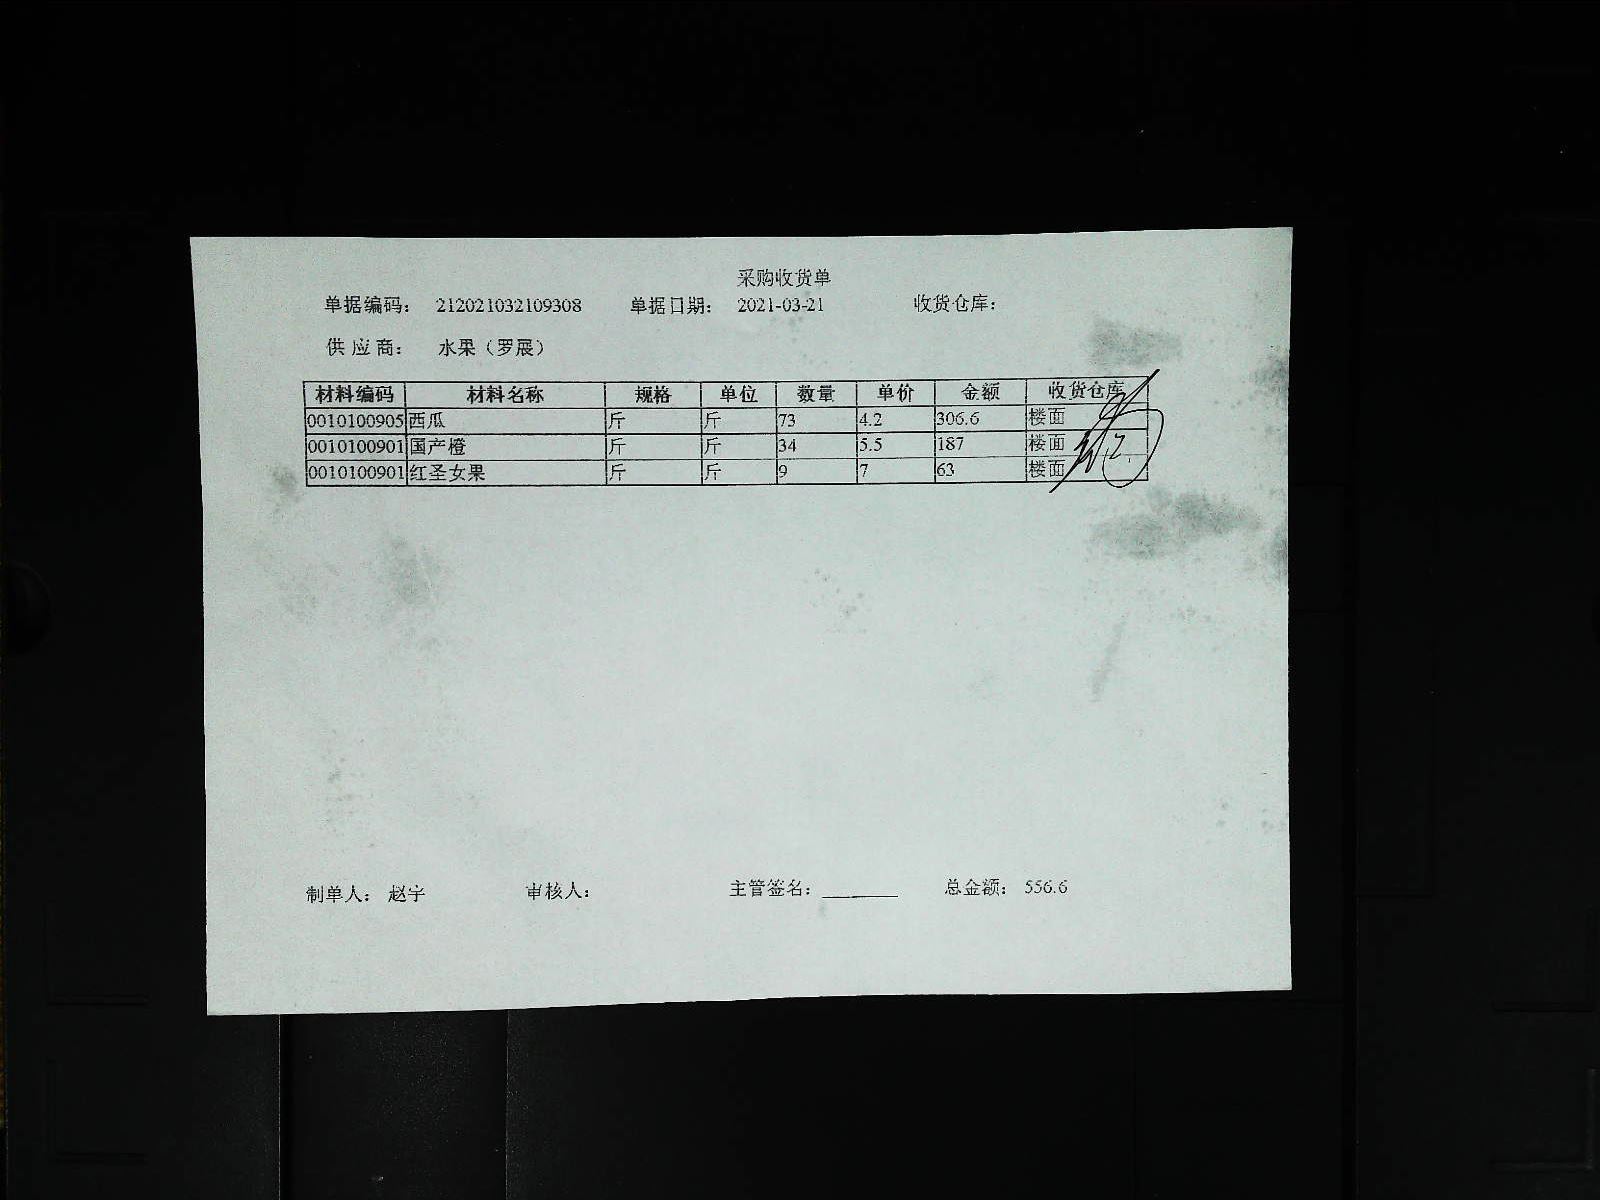 采购收货单
单据编码： 212021032109308 单据日期： 2021-03-21 收货仓库：
供应商： 水果（罗展）
材料编码 材料名称 规格 单位 数量 单价 金额 收货仓库
0010100905 西瓜 斤 斤 73 4.2 306.6 楼面
0010100901 国产橙 斤 斤 34 5.5 187 楼面
0010100901 红圣女果 斤 斤 9 7 63 楼面
制单人： 赵宇 审核人： 主管签名： 总金额： 556.6